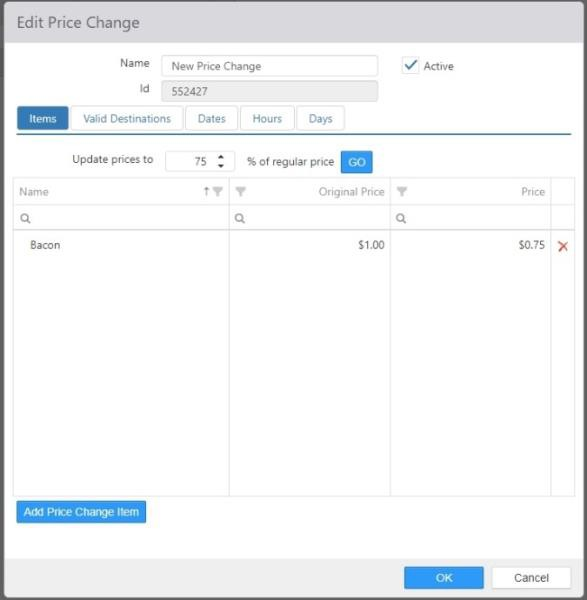 Edit Price Change
Name New Price Change Active
Id 552427
Items Valid Destinations Dates Hours Days
Update prices to 75 % of regular price GO
Name Original Price Price
Bacon $1.00 $0.75
Add Price Change Item
OK Cancel